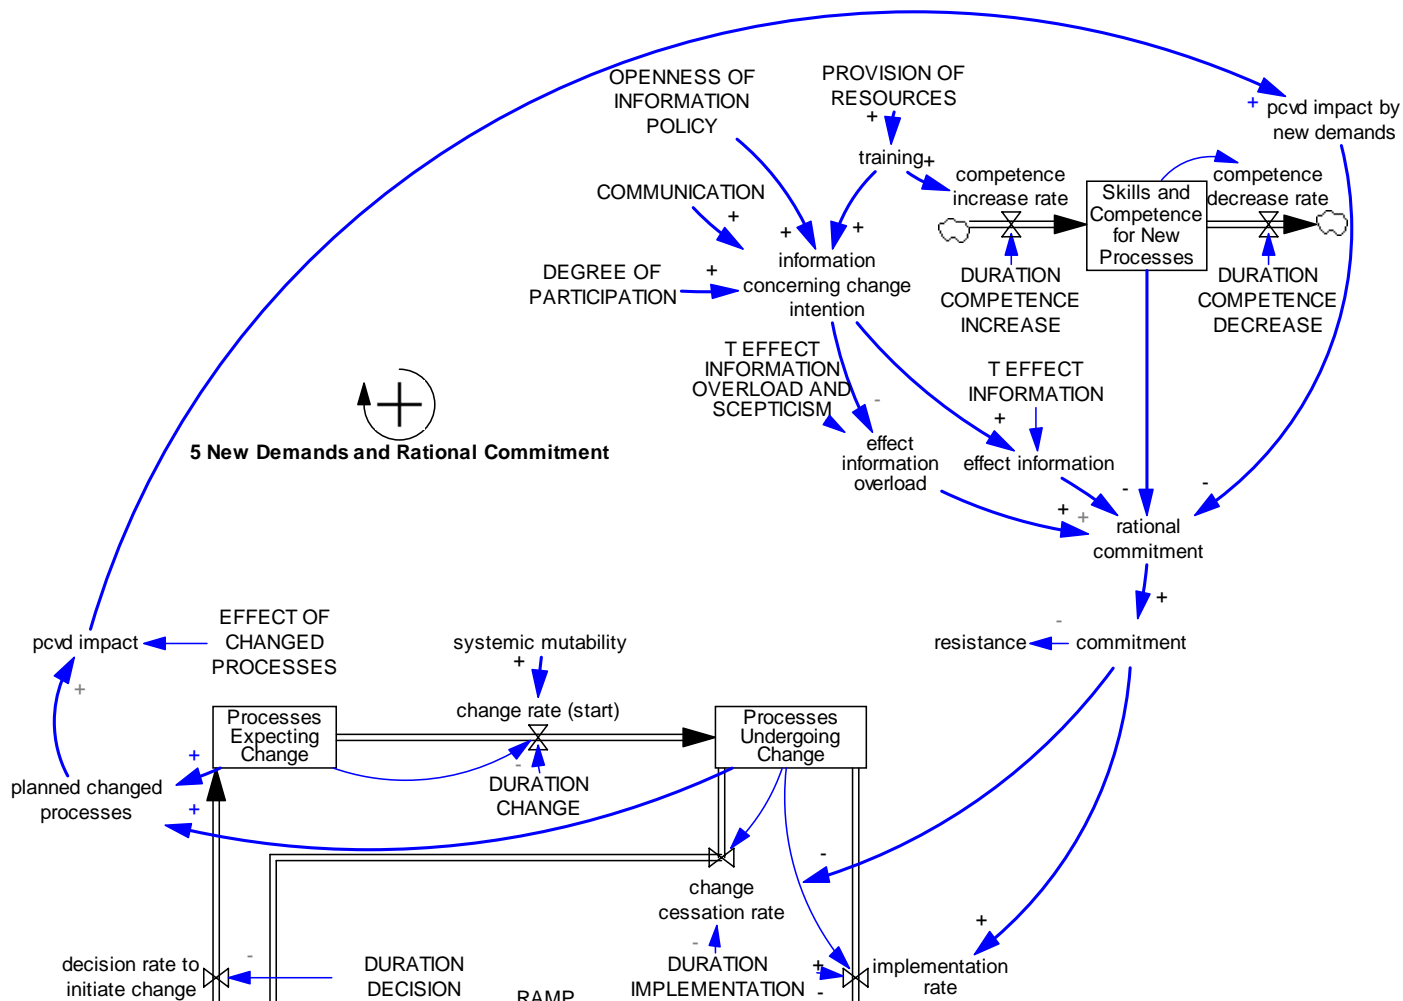 OPENNESS OF
INFORMATION
POLICY
PROVISION OF
RESOURCES
+
+ pcvd impact by
new demands
training
+
competence
increase rate
Skills and
Competence
for New
Processes
competence
decrease rate
COMMUNICATION
+
+
+
information
concerning change
intention
DEGREE OF
PARTICIPATION
+
DURATION
COMPETENCE
INCREASE
DURATION
COMPETENCE
DECREASE
T EFFECT
INFORMATION
OVERLOAD AND
SCEPTICISM
-
T EFFECT
INFORMATION
+
5 New Demands and Rational Commitment
effect
information
overload
effect information
-
-
+
+
rational
commitment
+
EFFECT OF
CHANGED
PROCESSES
pcvd impact
+
systemic mutability
+
resistance
-
commitment
change rate (start)
Processes
Expecting
Change
Processes
Undergoing
Change
-
DURATION
CHANGE
planned changed
processes
+
+
-
change
cessation rate
+
-
decision rate to
initiate change
-
DURATION
DECISION
DURATION
IMPLEMENTATION
+
-
implementation
rate
RAMP